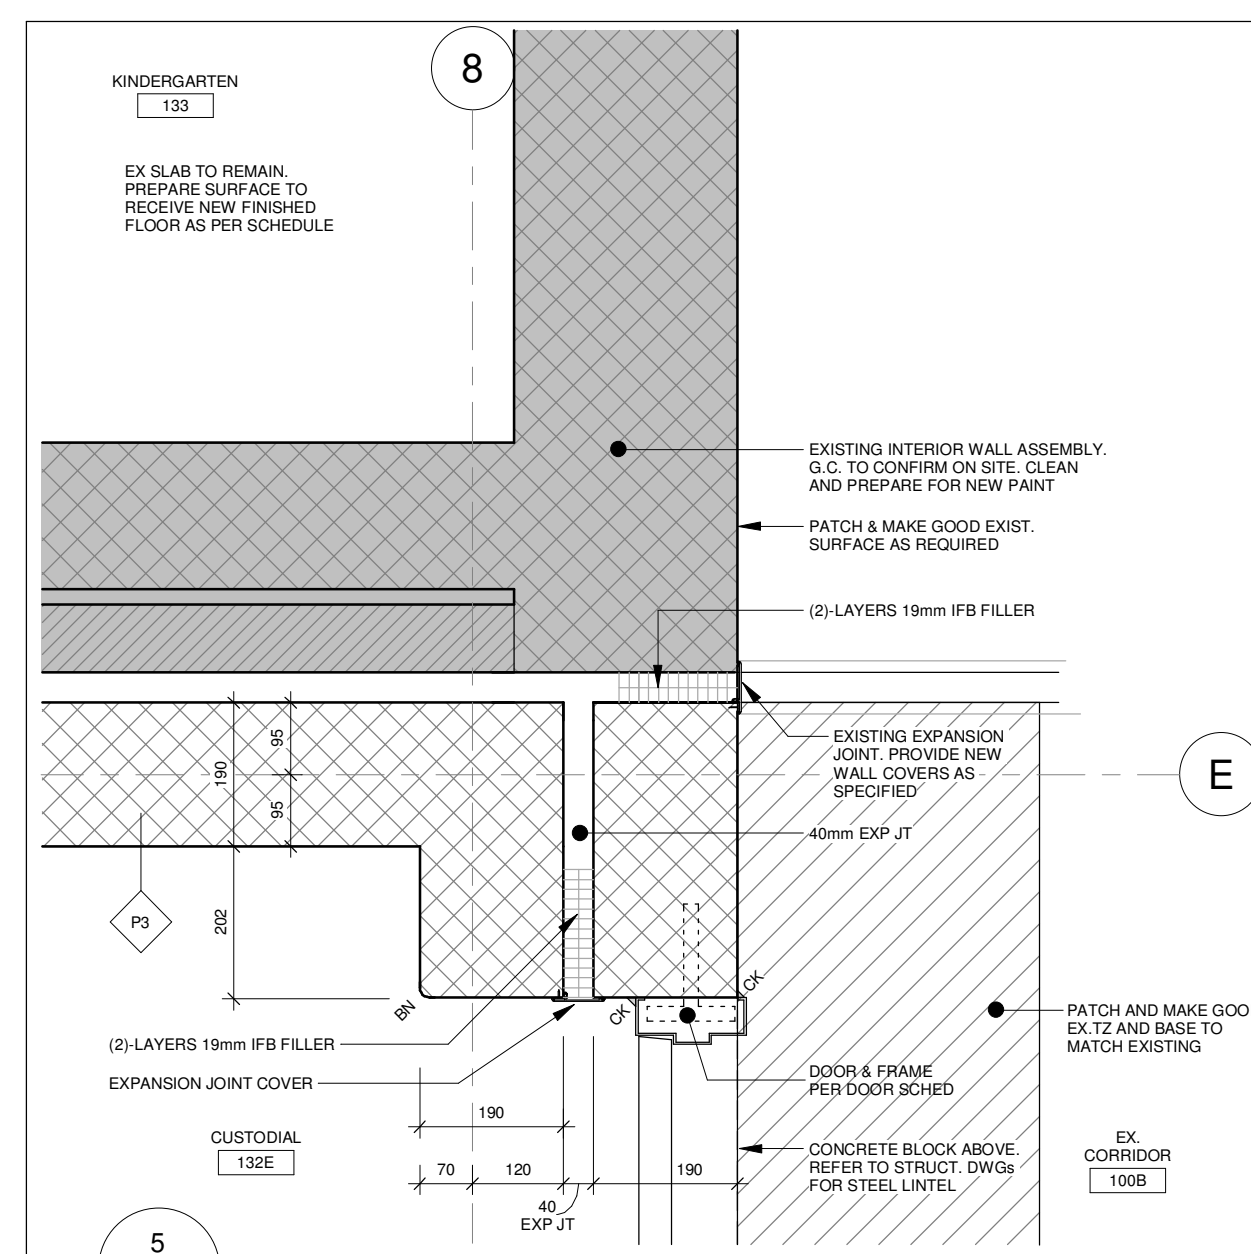 KINDERGARTEN
133
8
EX SLAB TO REMAIN.
PREPARE SURFACE TO
RECEIVE NEW FINISHED
FLOOR AS PER SCHEDULE
EXISTING INTERIOR WALL ASSEMBLY.
G.C. TO CONFIRM ON SITE. CLEAN
AND PREPARE FOR NEW PAINT
PATCH & MAKE GOOD EXIST.
SURFACE AS REQUIRED
(2)-LAYERS 19mm IFB FILLER
EXISTING EXPANSION
JOINT. PROVIDE NEW
WALL COVERS AS
SPECIFIED
E
95
190
95
40mm EXP JT
P3
202
BN
CK
CK
PATCH AND MAKE GOO
EX.TZ AND BASE TO
MATCH EXISTING
(2)-LAYERS 19mm IFB FILLER
EXPANSION JOINT COVER
DOOR & FRAME
PER DOOR SCHED
190
CUSTODIAL
132E
CONCRETE BLOCK ABOVE.
REFER TO STRUCT. DWGs
FOR STEEL LINTEL
EX.
CORRIDOR
100B
70
120
190
40
EXP JT
5